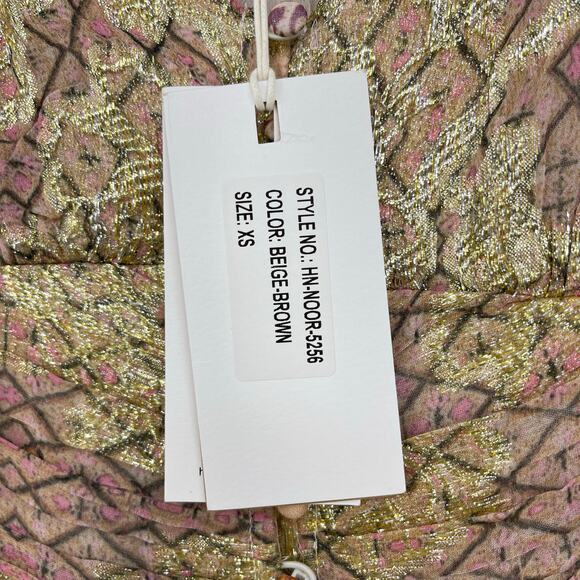 STYLE NO.: HN-NOOR-5256
COLOR: BEIGE-BROWN
SIZE: XS